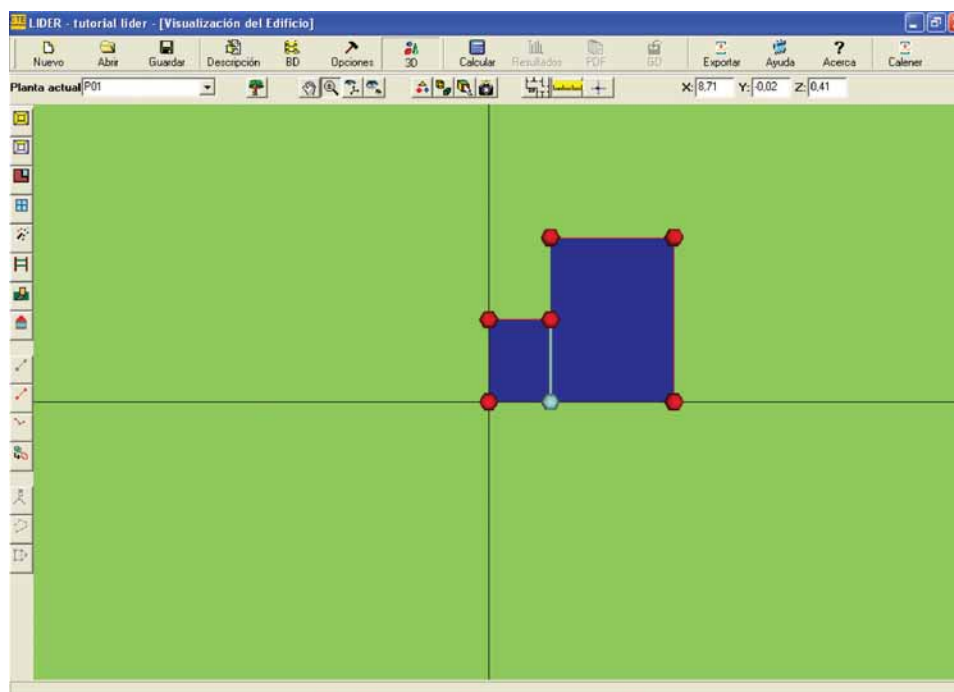 LIDER - tutorial lider - [Visualización del Edificio]
Nuevo Abrir Guardar Descripción BD Opciones 3D Calcular Resultados PDF GD Exportar Ayuda Acerca Calener
Planta actual P01 X: 8,71 Y: -0,02 Z: 0,41